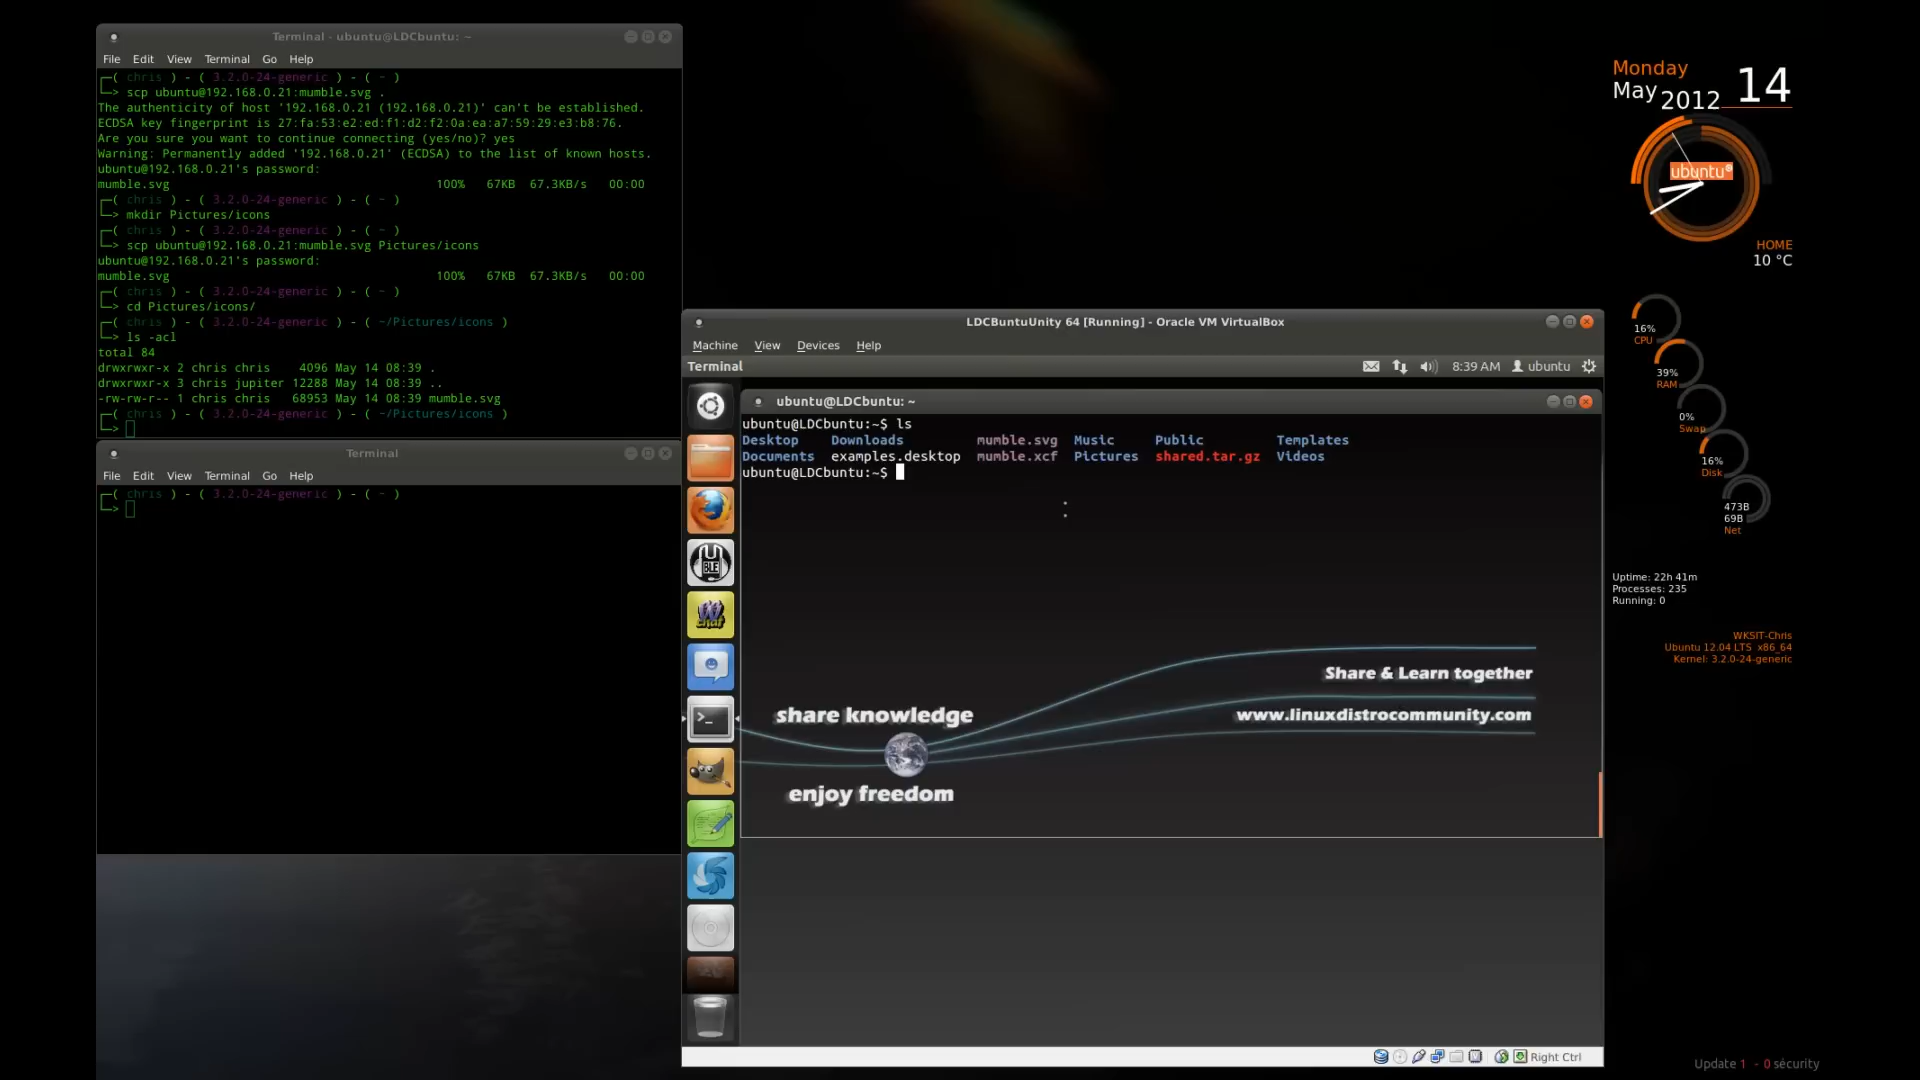 Terminal - ubuntu@LDCbuntu: ~
File Edit View Terminal Go Help
┌─( chris ) - ( 3.2.0-24-generic ) - ( ~ )
└─> scp ubuntu@192.168.0.21:mumble.svg .
The authenticity of host '192.168.0.21 (192.168.0.21)' can't be established.
ECDSA key fingerprint is 27:fa:53:e2:ed:f1:d2:f2:0a:ea:a7:59:29:e3:b8:76.
Are you sure you want to continue connecting (yes/no)? yes
Warning: Permanently added '192.168.0.21' (ECDSA) to the list of known hosts.
ubuntu@192.168.0.21's password:
mumble.svg 100% 67KB 67.3KB/s 00:00
┌─( chris ) - ( 3.2.0-24-generic ) - ( ~ )
└─> mkdir Pictures/icons
┌─( chris ) - ( 3.2.0-24-generic ) - ( ~ )
└─> scp ubuntu@192.168.0.21:mumble.svg Pictures/icons
ubuntu@192.168.0.21's password:
mumble.svg 100% 67KB 67.3KB/s 00:00
┌─( chris ) - ( 3.2.0-24-generic ) - ( ~ )
└─> cd Pictures/icons/
┌─( chris ) - ( 3.2.0-24-generic ) - ( ~/Pictures/icons )
└─> ls -acl
total 84
drwxrwxr-x 2 chris chris 4096 May 14 08:39 .
drwxrwxr-x 3 chris jupiter 12288 May 14 08:39 ..
-rw-rw-r-- 1 chris chris 68953 May 14 08:39 mumble.svg
┌─( chris ) - ( 3.2.0-24-generic ) - ( ~/Pictures/icons )
└─>
Terminal
File Edit View Terminal Go Help
┌─( chris ) - ( 3.2.0-24-generic ) - ( ~ )
└─>
LDCBuntuUnity 64 [Running] - Oracle VM VirtualBox
Machine View Devices Help
Terminal 8:39 AM ubuntu
ubuntu@LDCbuntu: ~
ubuntu@LDCbuntu:~$ ls
Desktop Downloads mumble.svg Music Public Templates
Documents examples.desktop mumble.xcf Pictures shared.tar.gz Videos
ubuntu@LDCbuntu:~$
BLE
chat
Share & Learn together
share knowledge
www.linuxdistrocommunity.com
enjoy freedom
Right Ctrl
Monday
May 2012 14
ubuntu®
HOME
10 °C
16%
CPU
39%
RAM
0%
Swap
16%
Disk
473B
69B
Net
Uptime: 22h 41m
Processes: 235
Running: 0
WKSIT-Chris
Ubuntu 12.04 LTS x86_64
Kernel: 3.2.0-24-generic
Update 1 - 0 sécurity